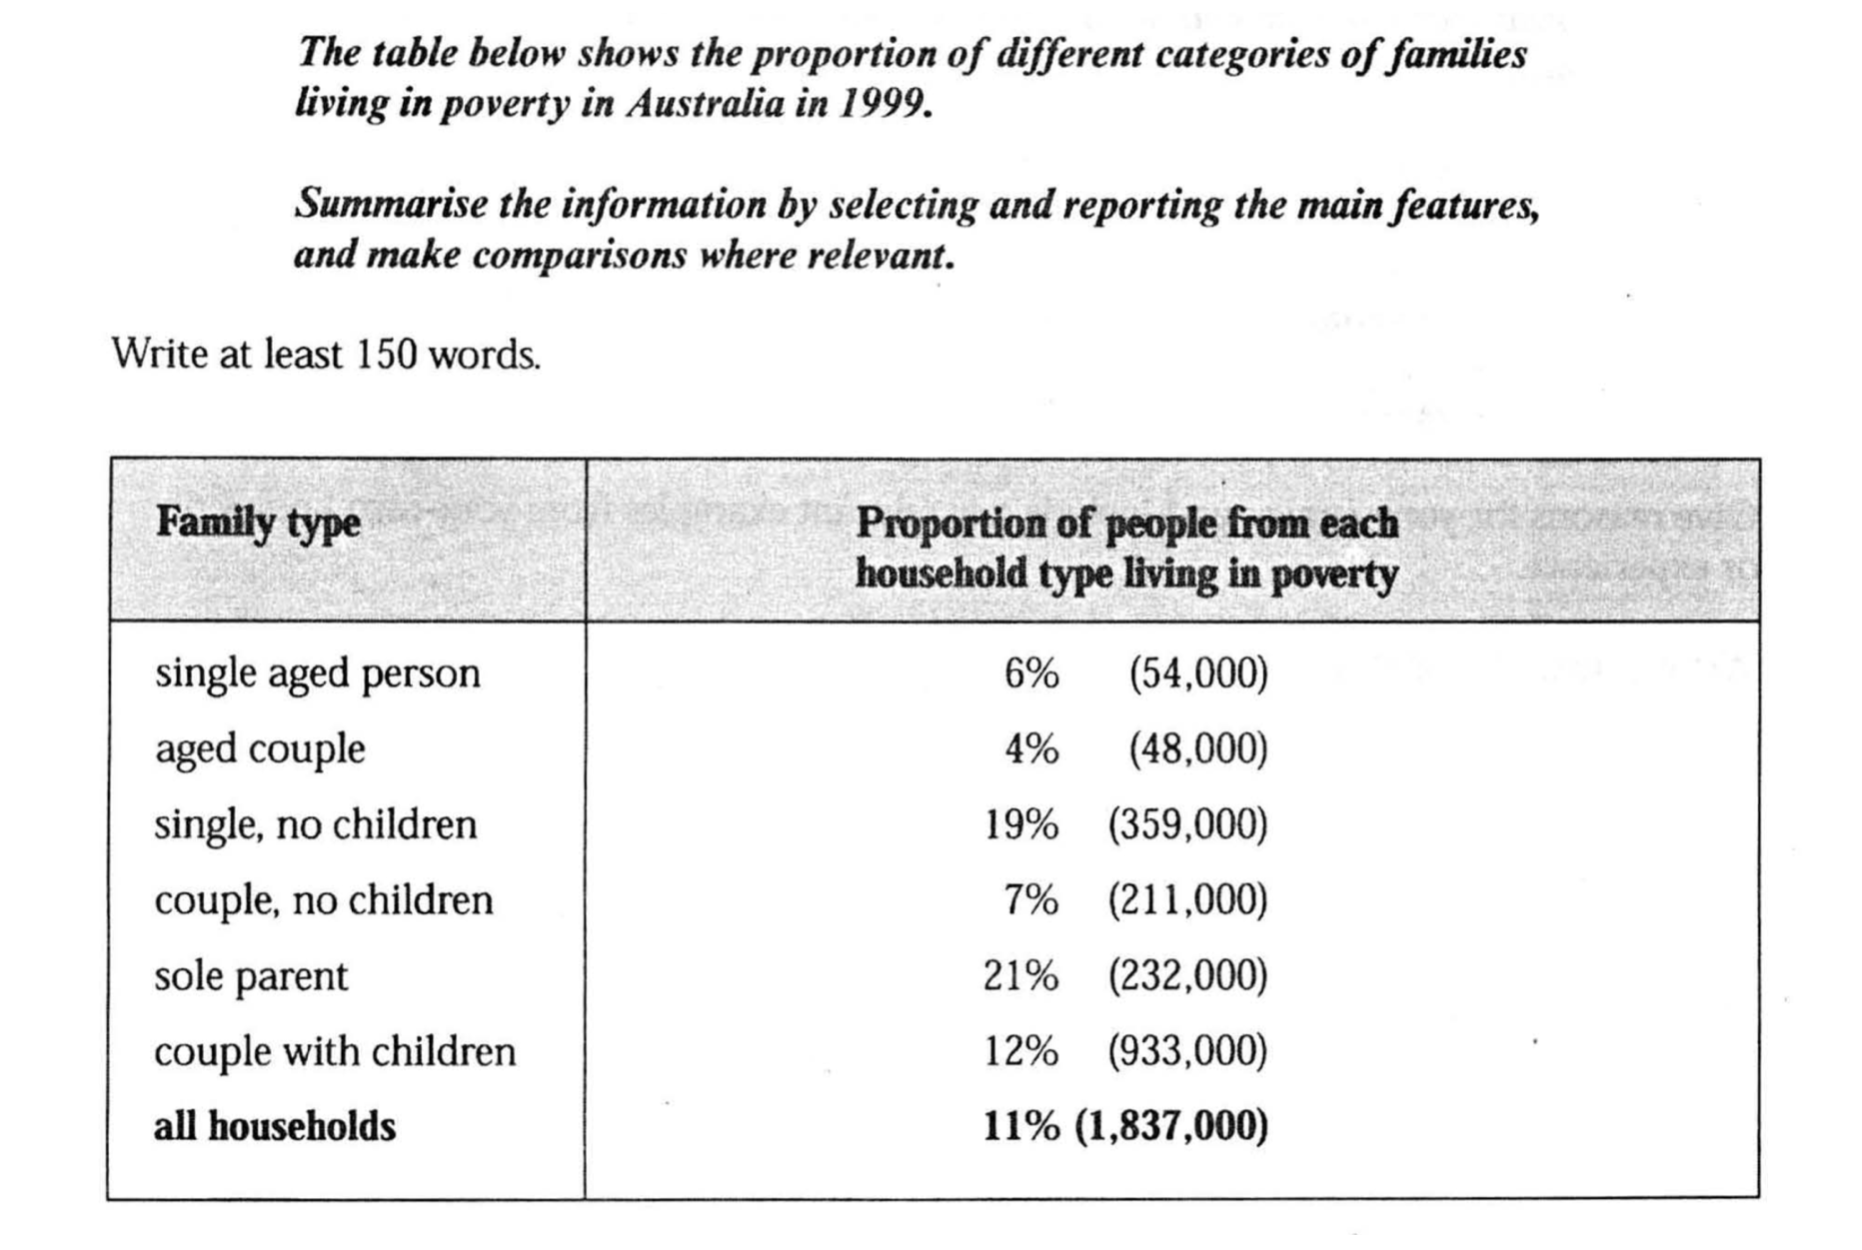 The table below shows the proportion of different categories of families
living in poverty in Australia in 1999.
Summarise the information by selecting and reporting the main features,
and make comparisons where relevant.
Write at least 150 words.
Family type
Proportion of people from each
household type living in poverty
single aged person 6% (54,000)
aged couple 4% (48,000)
single, no children 19% (359,000)
couple, no children 7% (211,000)
sole parent 21% (232,000)
couple with children 12% (933,000)
all households 11% (1,837,000)